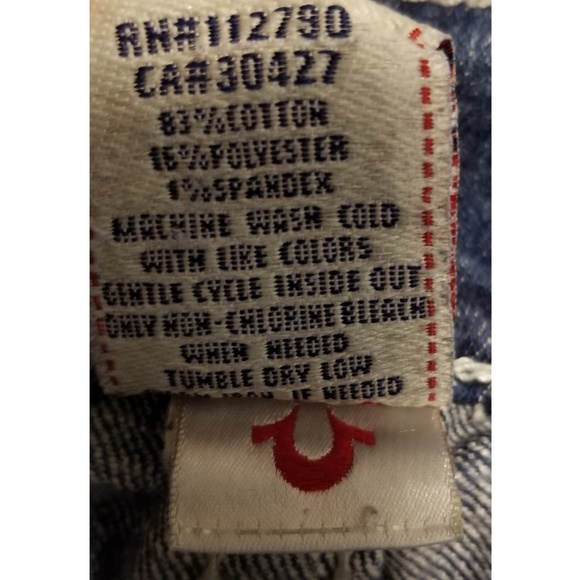 RN#112790
CA#30427
83%COTTON
16%POLYESTER
1%SPANDEX
MACHINE WASH COLD
WITH LIKE COLORS
GENTLE CYCLE INSIDE OUT
ONLY NON-CHLORINE BLEACH
WHEN NEEDED
TUMBLE DRY LOW
IRON, IF NEEDED